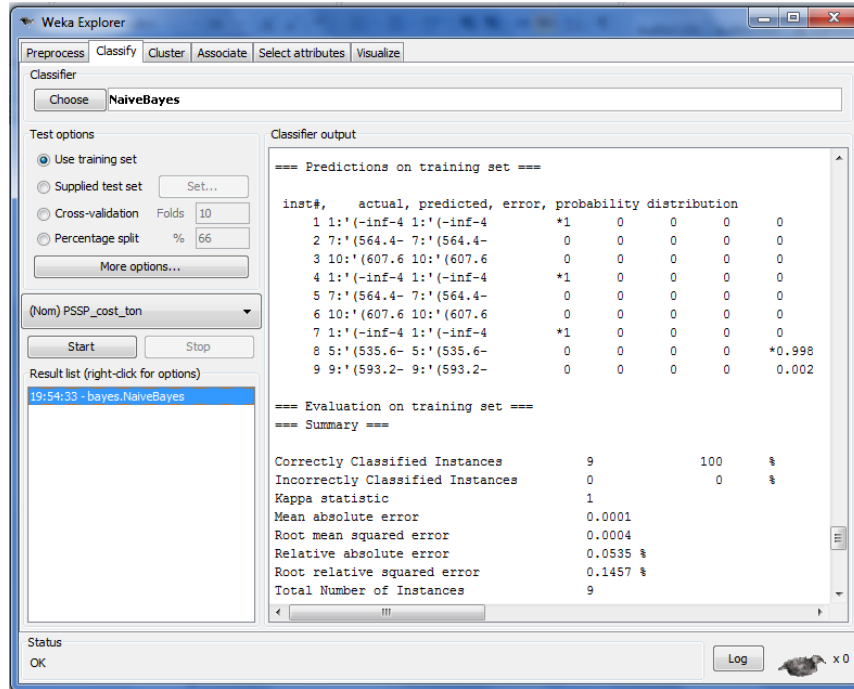 Weka Explorer
Preprocess Classify Cluster Associate Select attributes Visualize
Classifier
Choose NaiveBayes
Test options
Use training set
Supplied test set Set...
Cross-validation Folds 10
Percentage split % 66
More options...
(Nom) PSSP_cost_ton
Start Stop
Result list (right-click for options)
19:54:33 - bayes.NaiveBayes
Classifier output
=== Predictions on training set ===
inst#, actual, predicted, error, probability distribution
1 1:'(-inf-4 1:'(-inf-4 *1 0 0 0 0
2 7:'(564.4- 7:'(564.4- 0 0 0 0 0
3 10:'(607.6 10:'(607.6 0 0 0 0 0
4 1:'(-inf-4 1:'(-inf-4 *1 0 0 0 0
5 7:'(564.4- 7:'(564.4- 0 0 0 0 0
6 10:'(607.6 10:'(607.6 0 0 0 0 0
7 1:'(-inf-4 1:'(-inf-4 *1 0 0 0 0
8 5:'(535.6- 5:'(535.6- 0 0 0 0 *0.998
9 9:'(593.2- 9:'(593.2- 0 0 0 0 0.002
=== Evaluation on training set ===
=== Summary ===
Correctly Classified Instances 9 100 %
Incorrectly Classified Instances 0 0 %
Kappa statistic 1
Mean absolute error 0.0001
Root mean squared error 0.0004
Relative absolute error 0.0535 %
Root relative squared error 0.1457 %
Total Number of Instances 9
Status
OK
Log
x 0